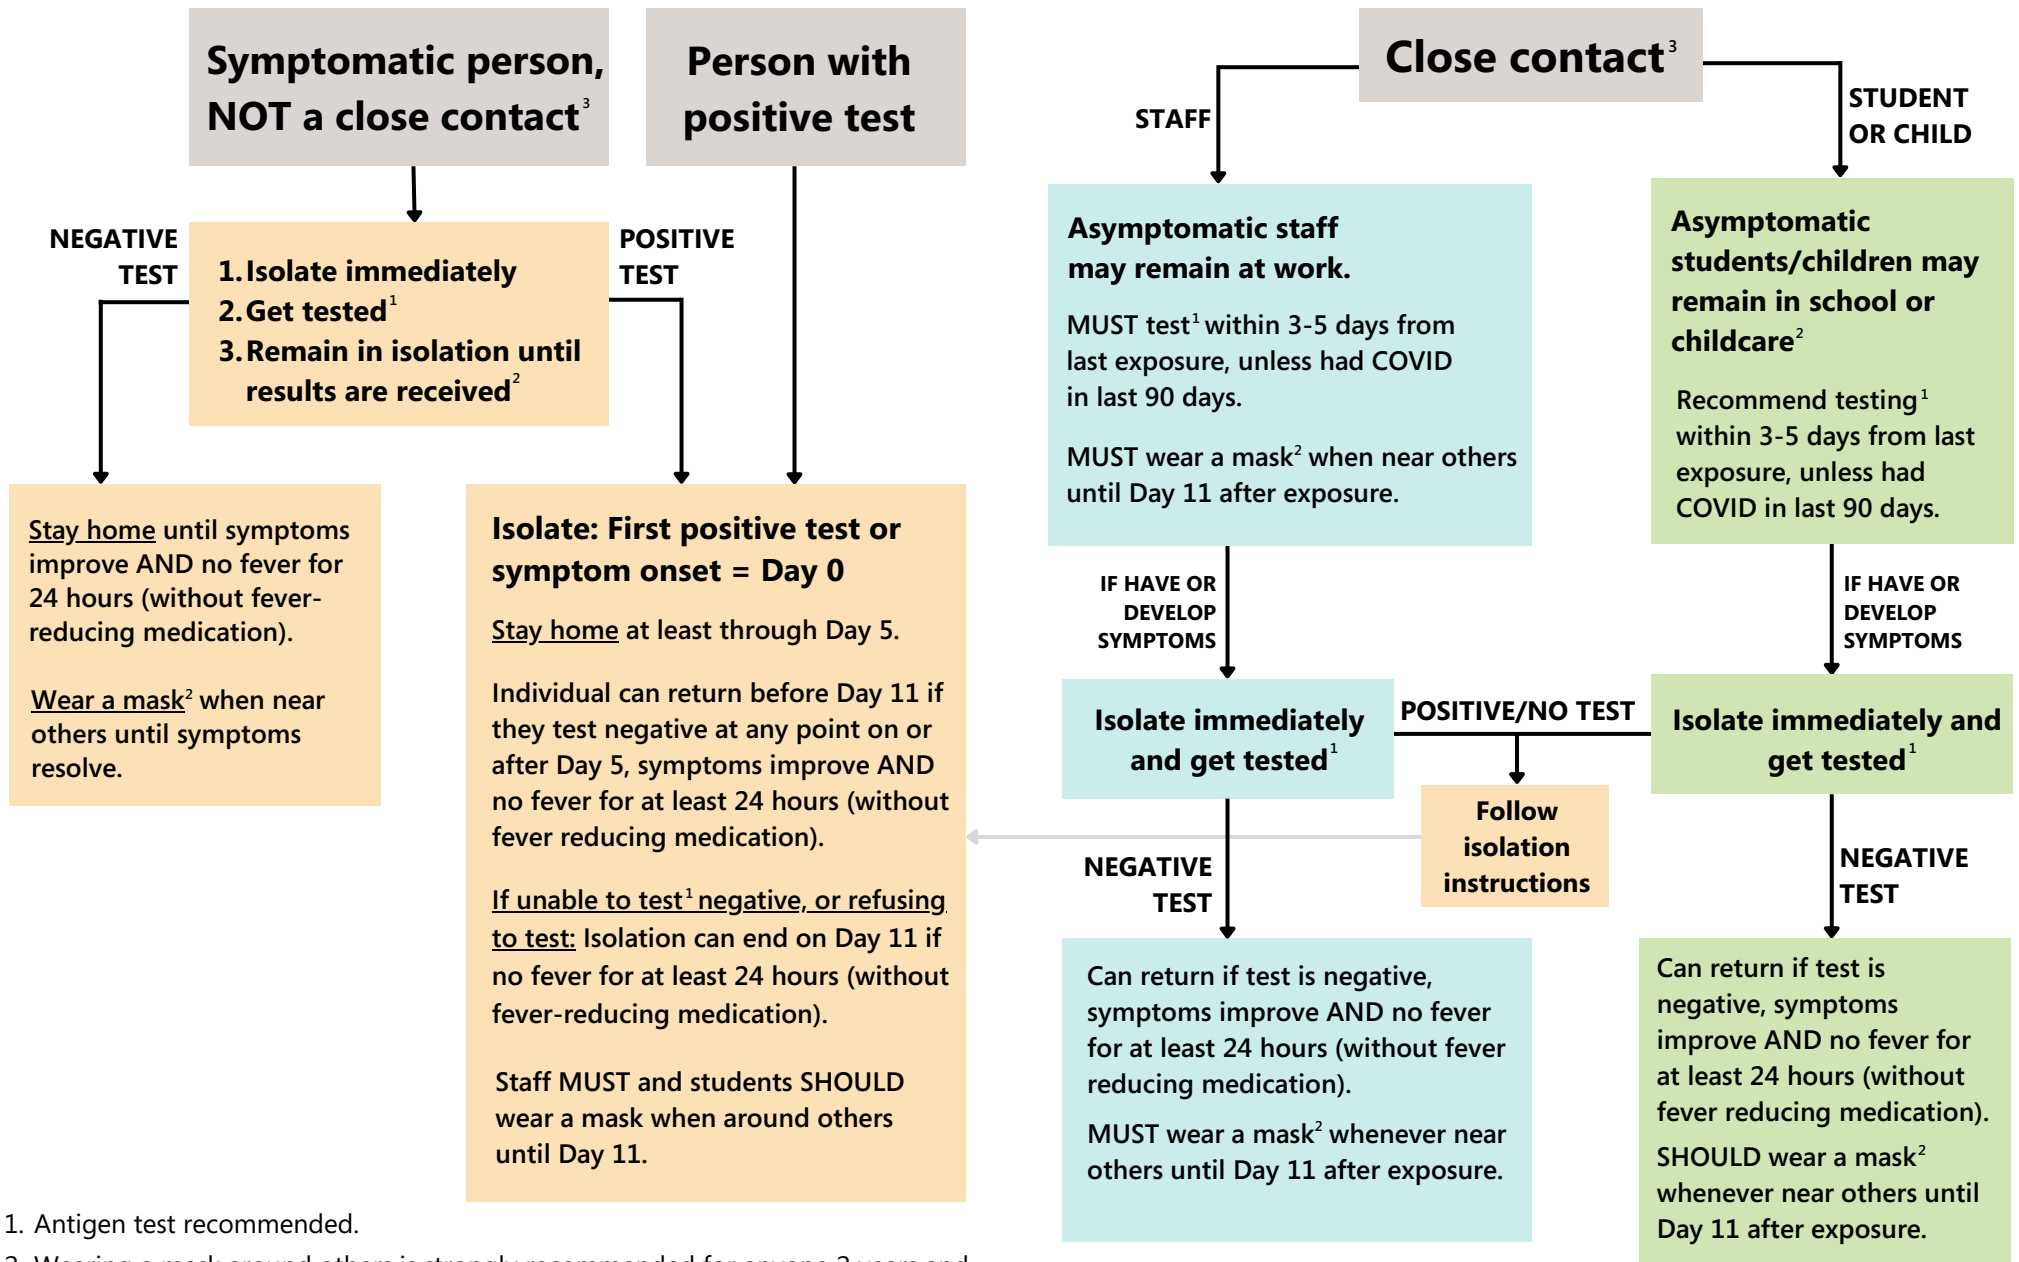 Symptomatic person,
NOT a close contact³
Person with
positive test
Close contact³
NEGATIVE
TEST
1. Isolate immediately
2. Get tested¹
3. Remain in isolation until
results are received²
POSITIVE
TEST
Stay home until symptoms
improve AND no fever for
24 hours (without fever-
reducing medication).
Wear a mask² when near
others until symptoms
resolve.
Isolate: First positive test or
symptom onset = Day 0
Stay home at least through Day 5.
Individual can return before Day 11 if
they test negative at any point on or
after Day 5, symptoms improve AND
no fever for at least 24 hours (without
fever reducing medication).
If unable to test¹ negative, or refusing
to test: Isolation can end on Day 11 if
no fever for at least 24 hours (without
fever-reducing medication).
Staff MUST and students SHOULD
wear a mask when around others
until Day 11.
STAFF
Asymptomatic staff
may remain at work.
MUST test¹ within 3-5 days from
last exposure, unless had COVID
in last 90 days.
MUST wear a mask² when near others
until Day 11 after exposure.
IF HAVE OR
DEVELOP
SYMPTOMS
Isolate immediately
and get tested¹
POSITIVE/NO TEST
Follow
isolation
instructions
NEGATIVE
TEST
Can return if test is negative,
symptoms improve AND no fever
for at least 24 hours (without fever
reducing medication).
MUST wear a mask² whenever near
others until Day 11 after exposure.
STUDENT
OR CHILD
Asymptomatic
students/children may
remain in school or
childcare²
Recommend testing¹
within 3-5 days from last
exposure, unless had
COVID in last 90 days.
IF HAVE OR
DEVELOP
SYMPTOMS
Isolate immediately and
get tested¹
NEGATIVE
TEST
Can return if test is
negative, symptoms
improve AND no fever for
at least 24 hours (without
fever reducing medication).
SHOULD wear a mask²
whenever near others until
Day 11 after exposure.
1. Antigen test recommended.
2. Wearing a mask around others is strongly recommended for anyone 2 years and